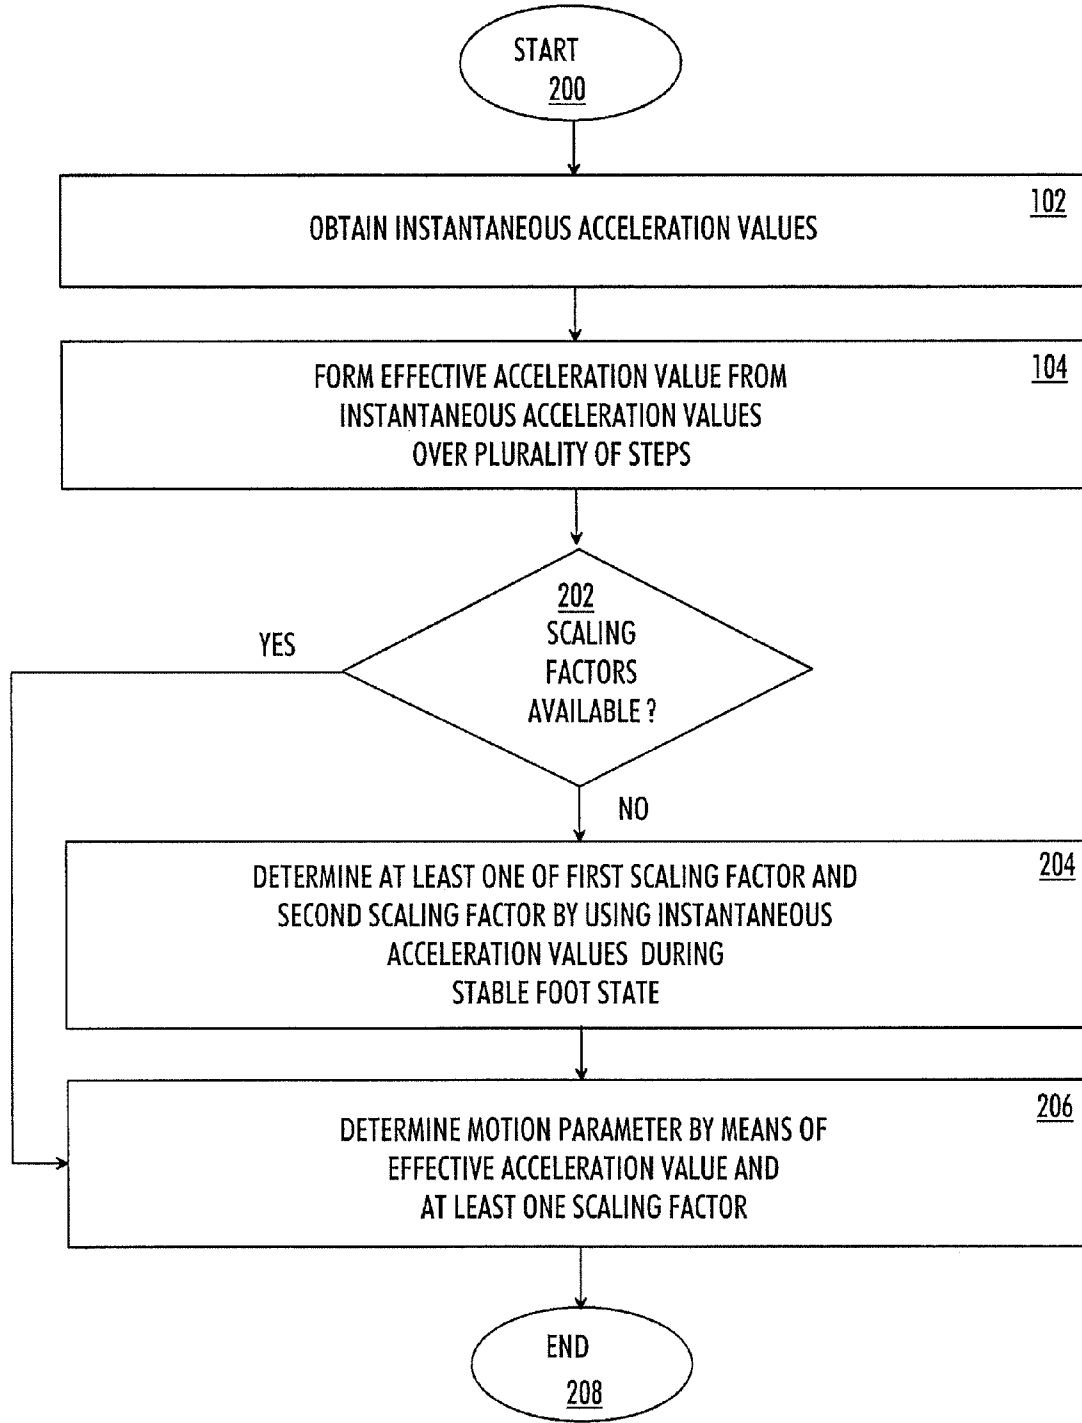 START
200
102
OBTAIN INSTANTANEOUS ACCELERATION VALUES
104
FORM EFFECTIVE ACCELERATION VALUE FROM
INSTANTANEOUS ACCELERATION VALUES
OVER PLURALITY OF STEPS
202
SCALING
FACTORS
AVAILABLE ?
YES
NO
204
DETERMINE AT LEAST ONE OF FIRST SCALING FACTOR AND
SECOND SCALING FACTOR BY USING INSTANTANEOUS
ACCELERATION VALUES DURING
STABLE FOOT STATE
206
DETERMINE MOTION PARAMETER BY MEANS OF
EFFECTIVE ACCELERATION VALUE AND
AT LEAST ONE SCALING FACTOR
END
208